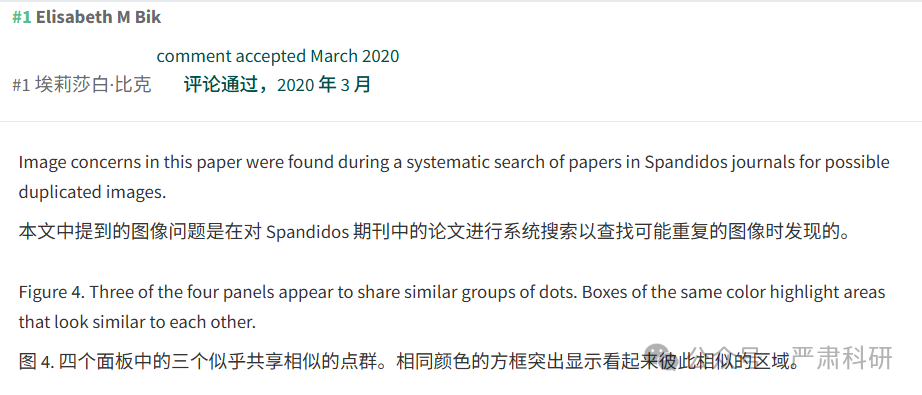 #1 Elisabeth M Bik
comment accepted March 2020
#1 埃莉莎白·比克 评论通过，2020 年 3 月
Image concerns in this paper were found during a systematic search of papers in Spandidos journals for possible
duplicated images.
本文中提到的图像问题是在对 Spandidos 期刊中的论文进行系统搜索以查找可能重复的图像时发现的。
Figure 4. Three of the four panels appear to share similar groups of dots. Boxes of the same color highlight areas
that look similar to each other.
图 4. 四个面板中的三个似乎共享相似的点群。相同颜色的方框突出显示看起来彼此相似的区域。
公众号 · 严肃科研